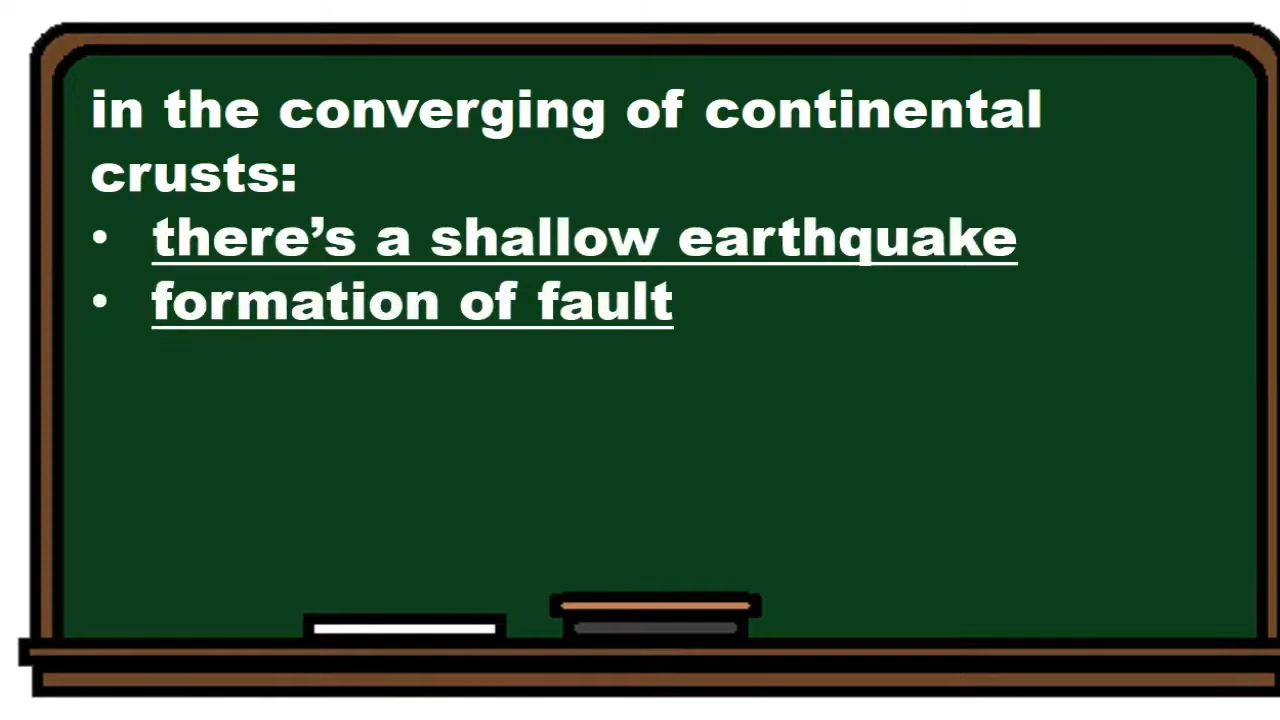 in the converging of continental
crusts:
• there’s a shallow earthquake
• formation of fault